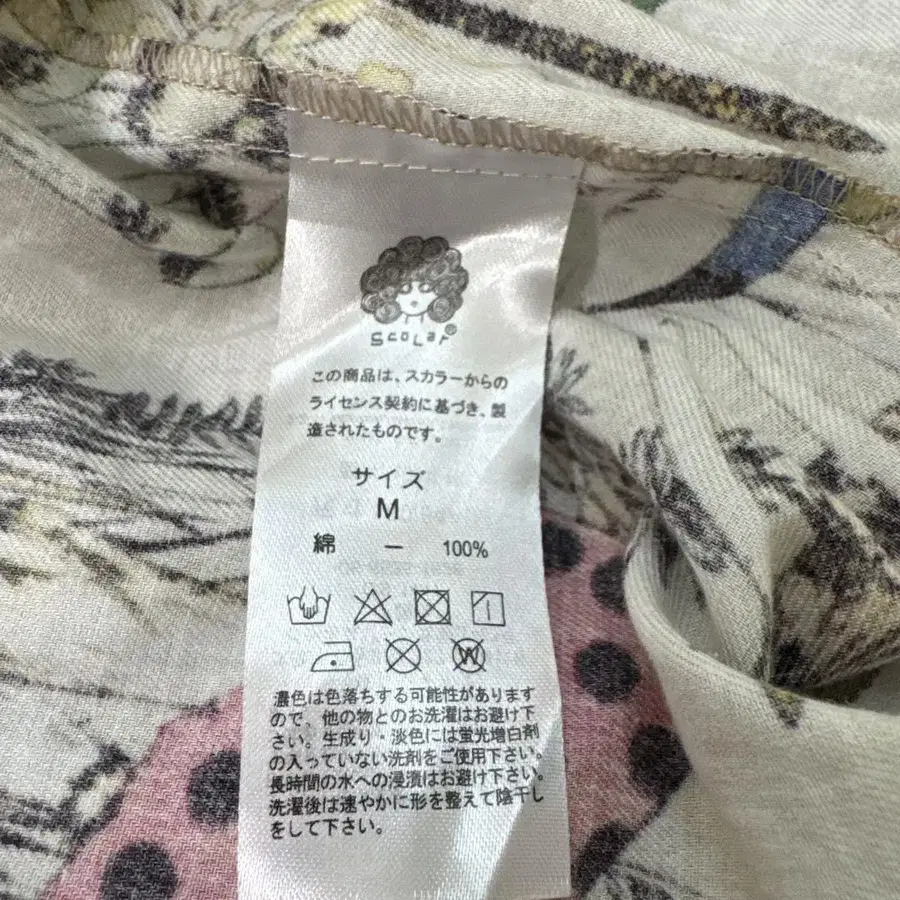 ScoLar®
この商品は、スカラーからの
ライセンス契約に基づき、製
造されたものです。
サイズ
M
綿 － 100%
濃色は色落ちする可能性があります
ので、他の物とのお洗濯はお避け下
さい。生成り・淡色には蛍光増白剤
の入っていない洗剤をご使用下さい。
長時間の水への浸漬はお避け下さい。
洗濯後は速やかに形を整えて陰干し
をして下さい。